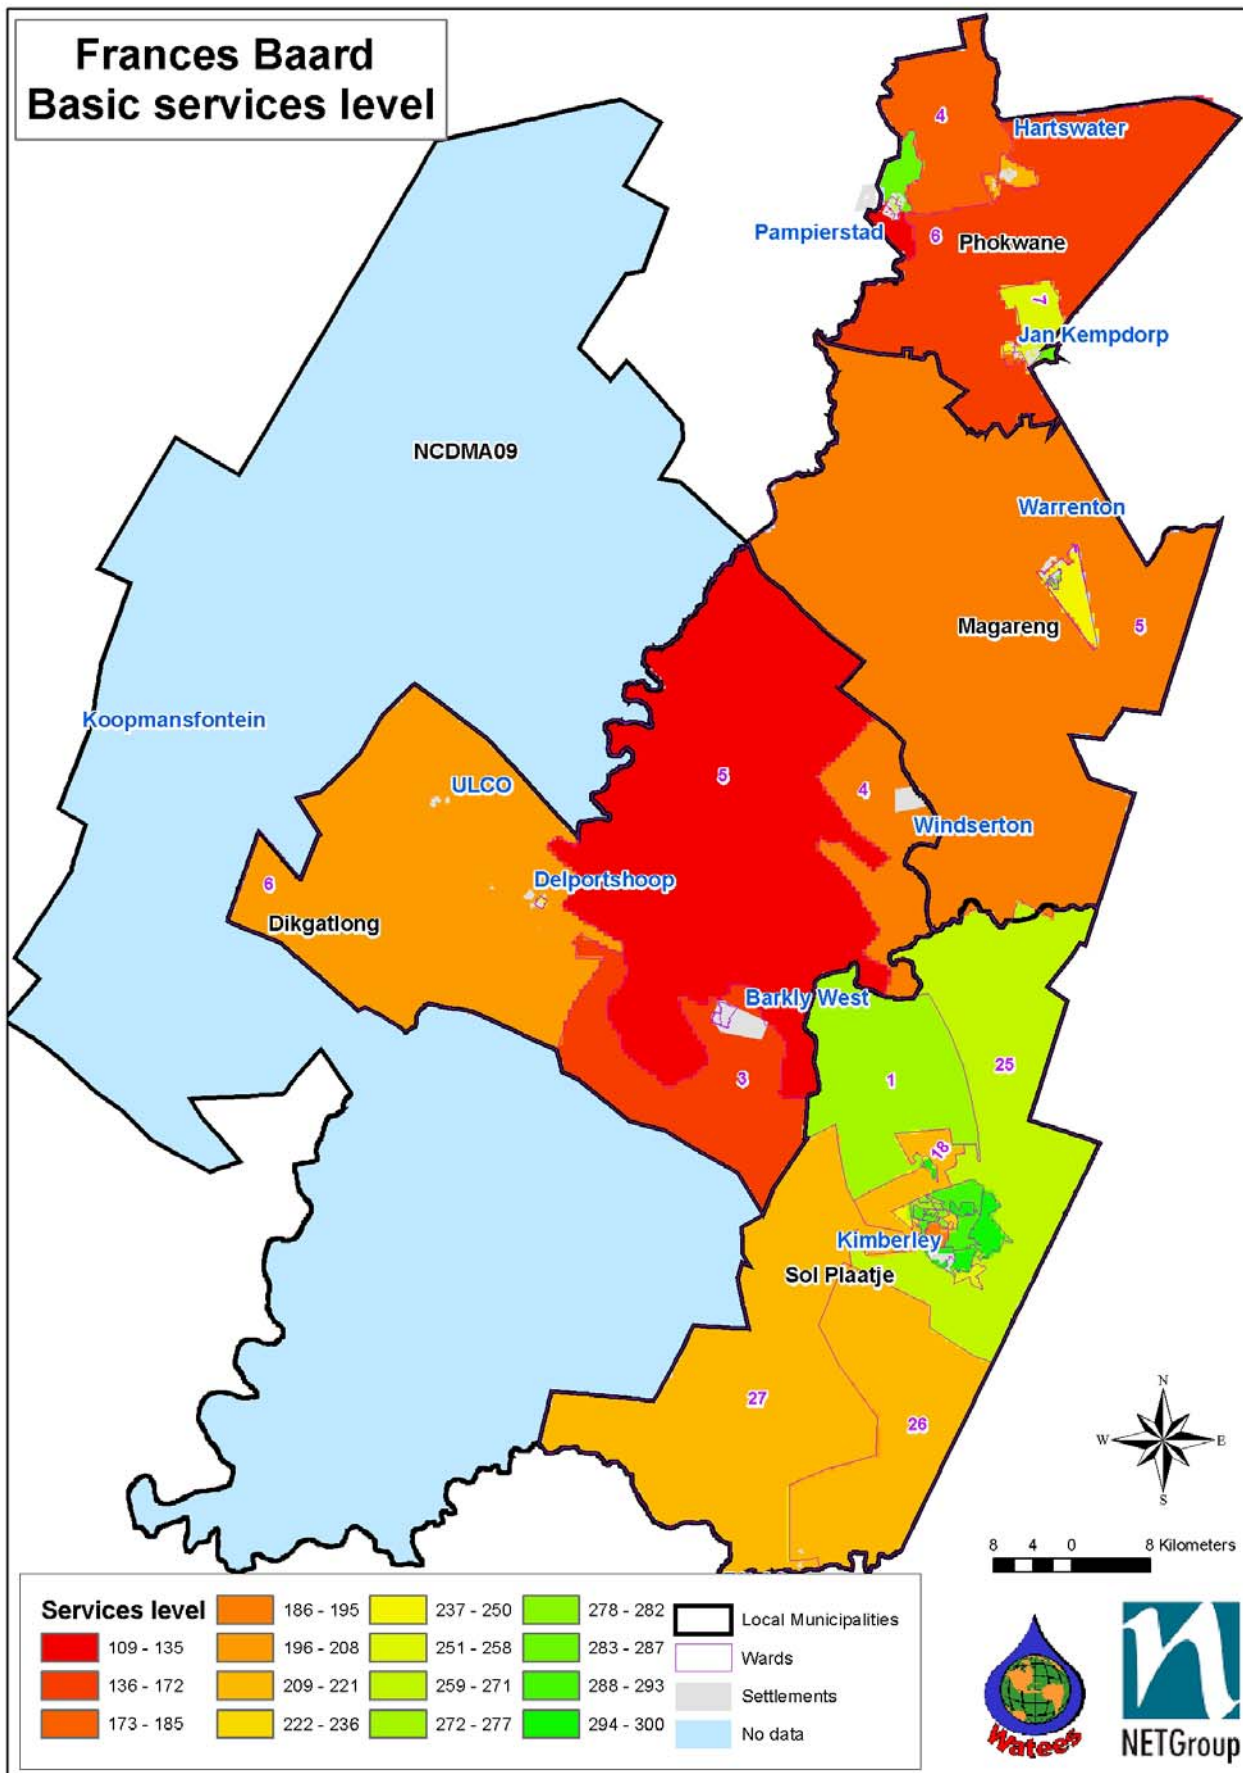 Frances Baard
Basic services level
4
Hartswater
Pampierstad
6
Phokwane
7
Jan Kempdorp
NCDMA09
Warrenton
Magareng
5
Koopmansfontein
5
4
ULCO
Windserton
Delportshoop
6
Dikgatlong
Barkly West
3
1
25
18
Kimberley
Sol Plaatje
27
26
N
W
E
S
8 4 0 8 Kilometers
Services level
109 - 135
136 - 172
173 - 185
186 - 195
196 - 208
209 - 221
222 - 236
237 - 250
251 - 258
259 - 271
272 - 277
278 - 282
283 - 287
288 - 293
294 - 300
Local Municipalities
Wards
Settlements
No data
Watees
n
NETGroup